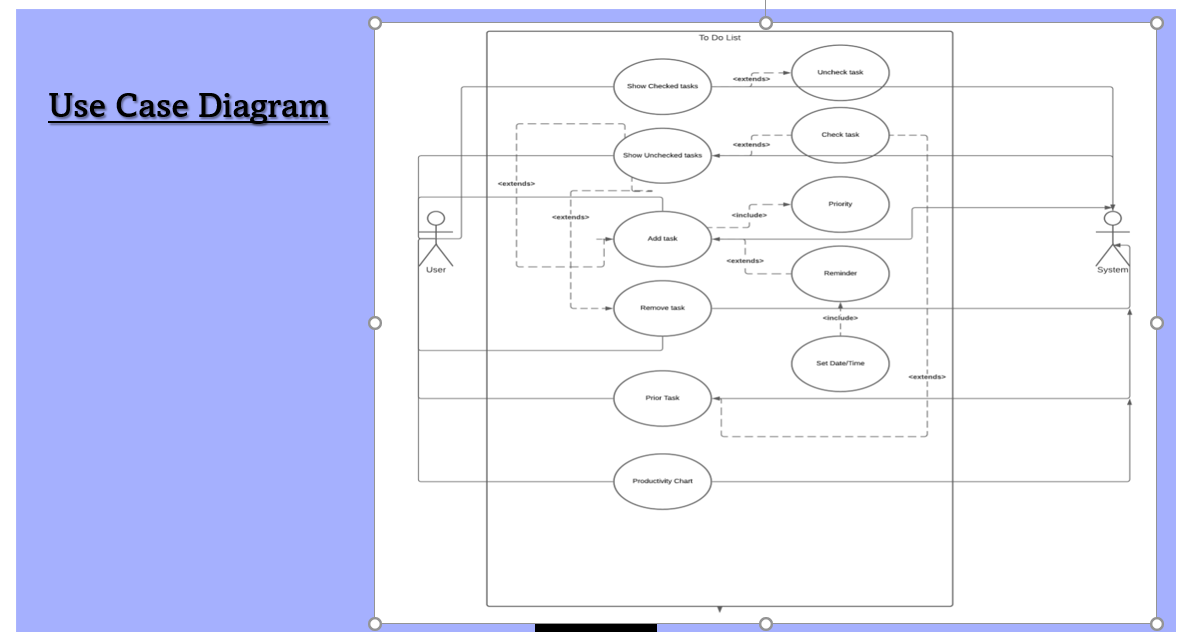 Use Case Diagram
To Do List
Show Checked tasks
<extends>
Uncheck task
Show Unchecked tasks
<extends>
Check task
<extends>
<extends>
<include>
Priority
Add task
<extends>
Reminder
User
System
Remove task
<include>
Set Date/Time
<extends>
Prior Task
Productivity Chart